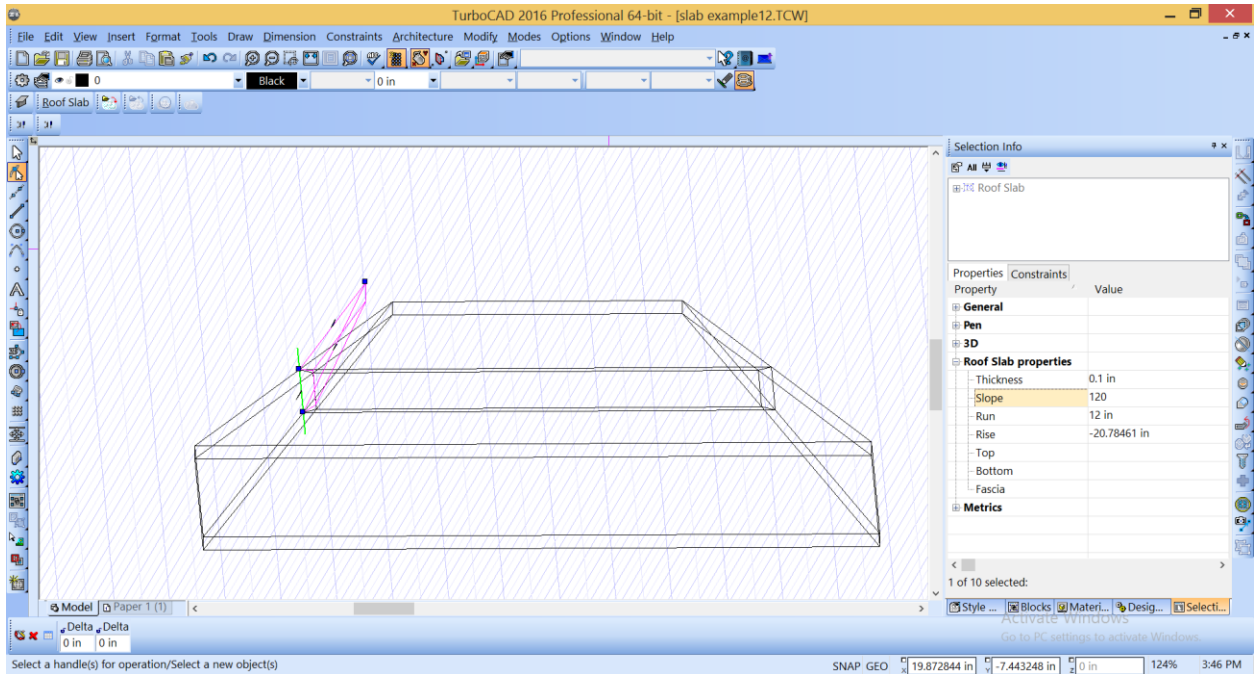 TurboCAD 2016 Professional 64-bit - [slab example12.TCW]
File Edit View Insert Format Tools Draw Dimension Constraints Architecture Modify Modes Options Window Help
0 Black 0 in
Roof Slab
Selection Info
All
Roof Slab
Properties Constraints
Property Value
General
Pen
3D
Roof Slab properties
Thickness 0.1 in
Slope 120
Run 12 in
Rise -20.78461 in
Top
Bottom
Fascia
Metrics
1 of 10 selected:
Model Paper 1 (1)
Style ... Blocks Materi... Desig... Selecti...
Activate Windows
Go to PC settings to activate Windows.
Delta Delta
0 in 0 in
Select a handle(s) for operation/Select a new object(s)
SNAP GEO X 19.872844 in Y -7.443248 in Z 0 in 124% 3:46 PM